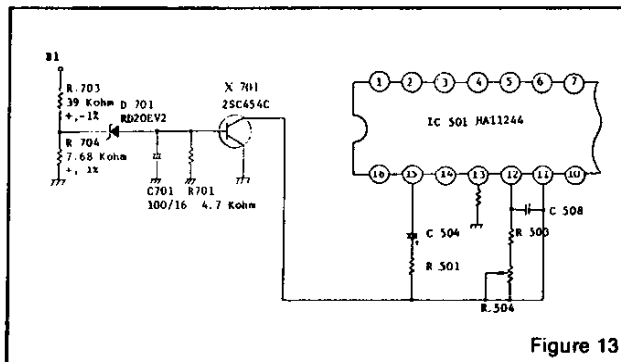 B1
R 703
39 Kohm
+,-1%
R 704
7.68 Kohm
+, 1%
D 701
RD20EV2
C701
100/16
R701
4.7 Kohm
X 701
2SC454C
1 2 3 4 5 6 7
IC 501 HA11244
16 15 14 13 12 11 10
C 504
R 501
C 508
R 503
R.504
Figure 13